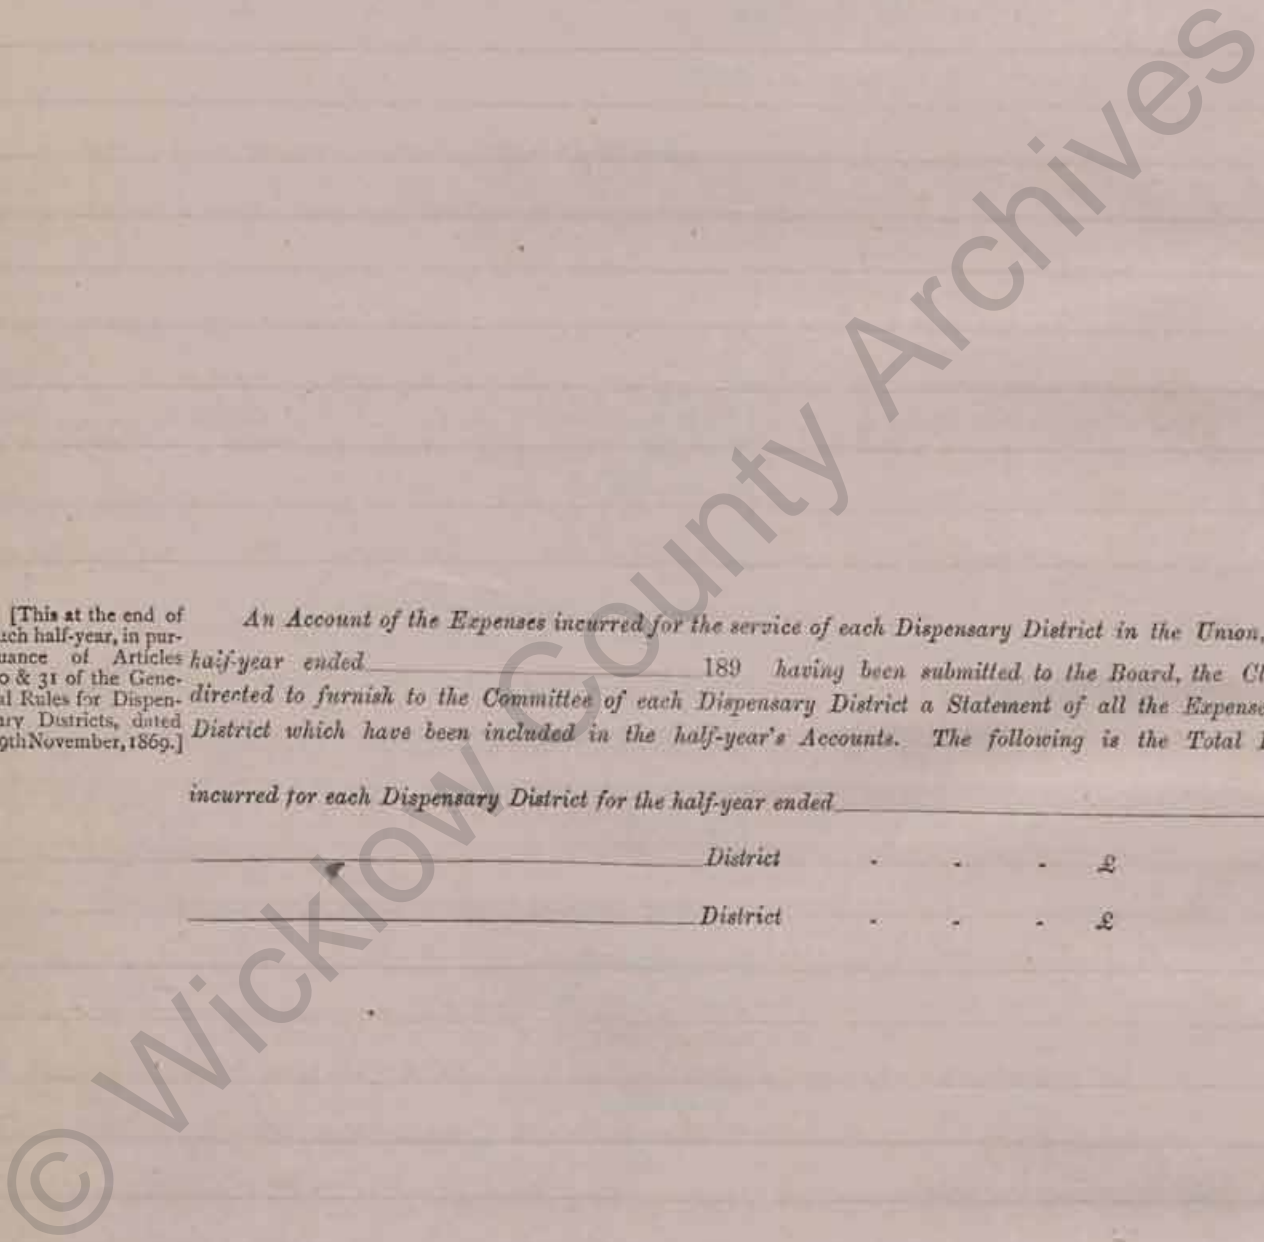 [This at the end of
uch half-year, in pur-
uance of Articles
o & 31 of the Gene-
al Rules for Dispen-
ary Districts, dated
9th November, 1869.]
An Account of the Expenses incurred for the service of each Dispensary District in the Union,
half-year ended 189 having been submitted to the Board, the Cl
directed to furnish to the Committee of each Dispensary District a Statement of all the Expense
District which have been included in the half-year's Accounts. The following is the Total
incurred for each Dispensary District for the half-year ended
District - - - £
District - - - £
© Wicklow County Archives